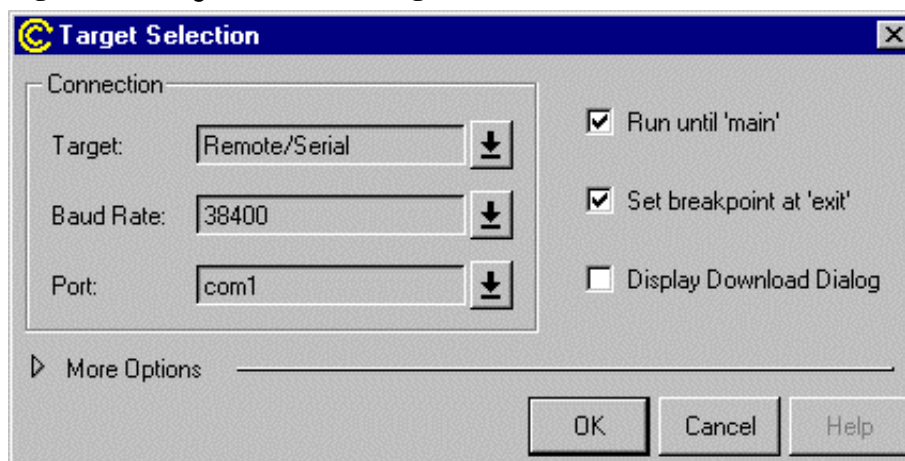 Target Selection
Connection
Target: Remote/Serial
Baud Rate: 38400
Port: com1
Run until 'main'
Set breakpoint at 'exit'
Display Download Dialog
More Options
OK Cancel Help